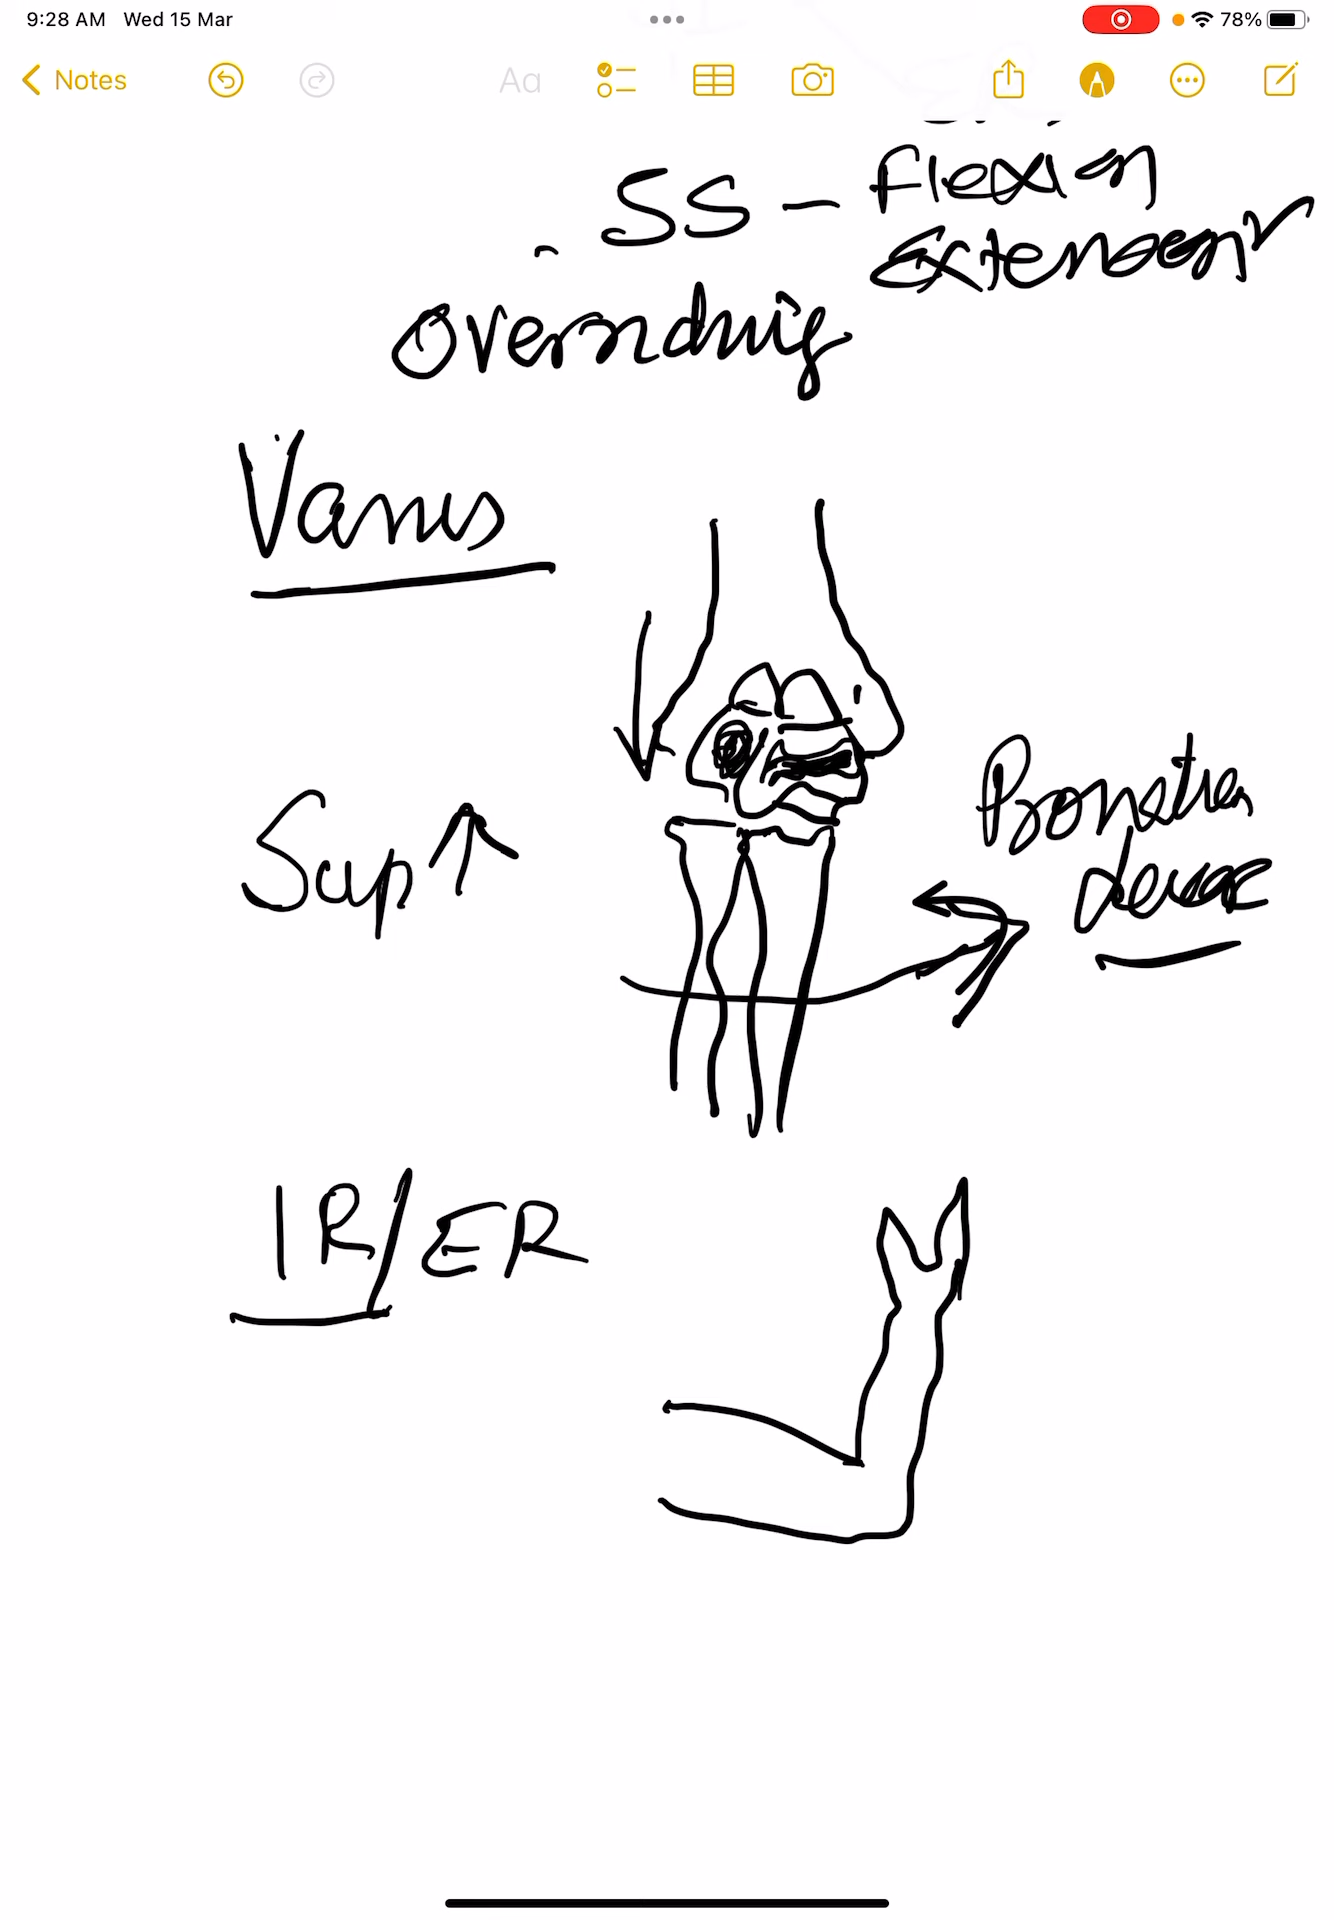 9:28 AM Wed 15 Mar
78%
Notes
Aa
SS - flexion
extension
Overriding
Varus
Sup ↑
Pronation
IR/ER